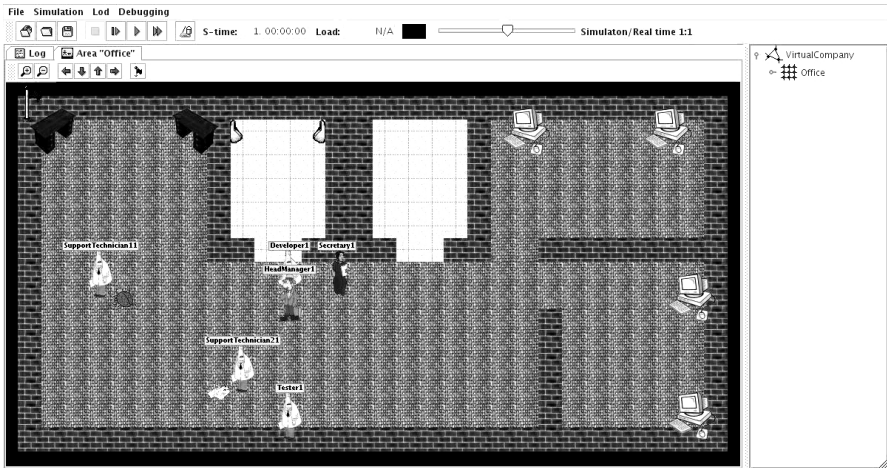 File Simulation Lod Debugging
S-time: 1. 00:00:00 Load: N/A Simulaton/Real time 1:1
Log Area "Office"
VirtualCompany
Office
SupportTechnician11 Developer1 Secretary1
HeadManager1
SupportTechnician21
Tester1